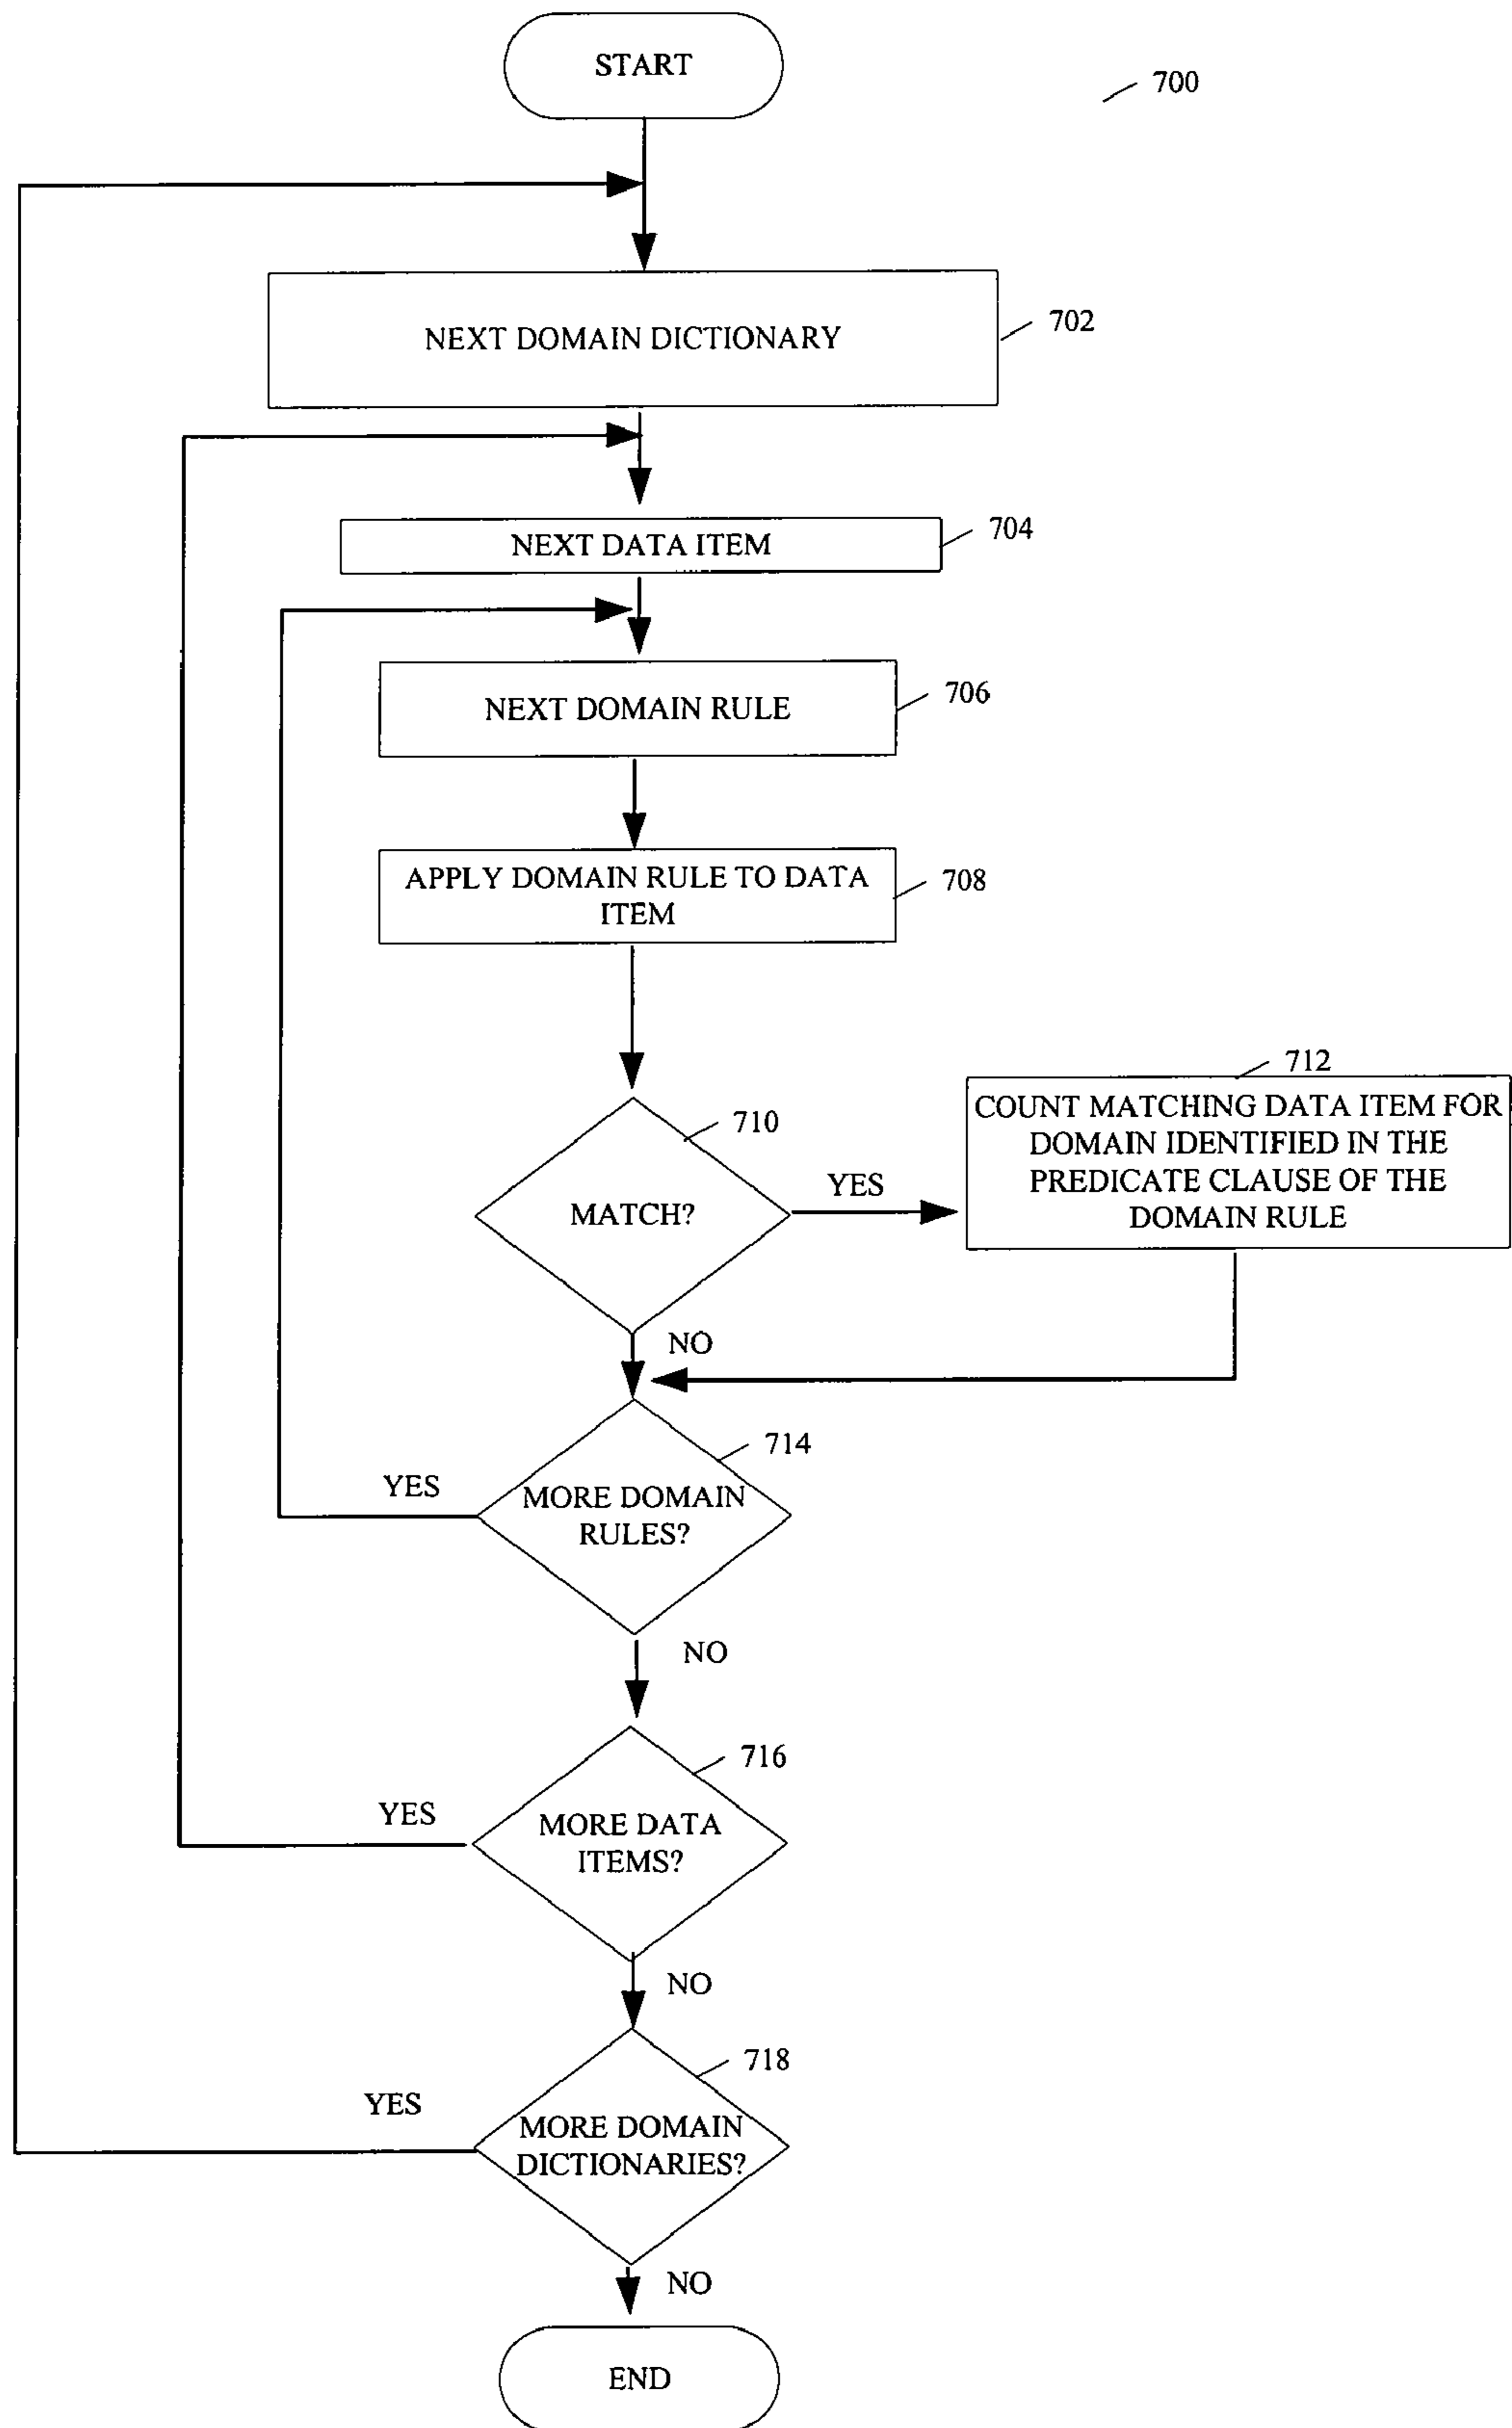 START
700
NEXT DOMAIN DICTIONARY
702
NEXT DATA ITEM
704
NEXT DOMAIN RULE
706
APPLY DOMAIN RULE TO DATA
ITEM
708
712
COUNT MATCHING DATA ITEM FOR
DOMAIN IDENTIFIED IN THE
PREDICATE CLAUSE OF THE
DOMAIN RULE
710
MATCH?
YES
NO
714
MORE DOMAIN
RULES?
YES
NO
716
MORE DATA
ITEMS?
YES
NO
718
MORE DOMAIN
DICTIONARIES?
YES
NO
END